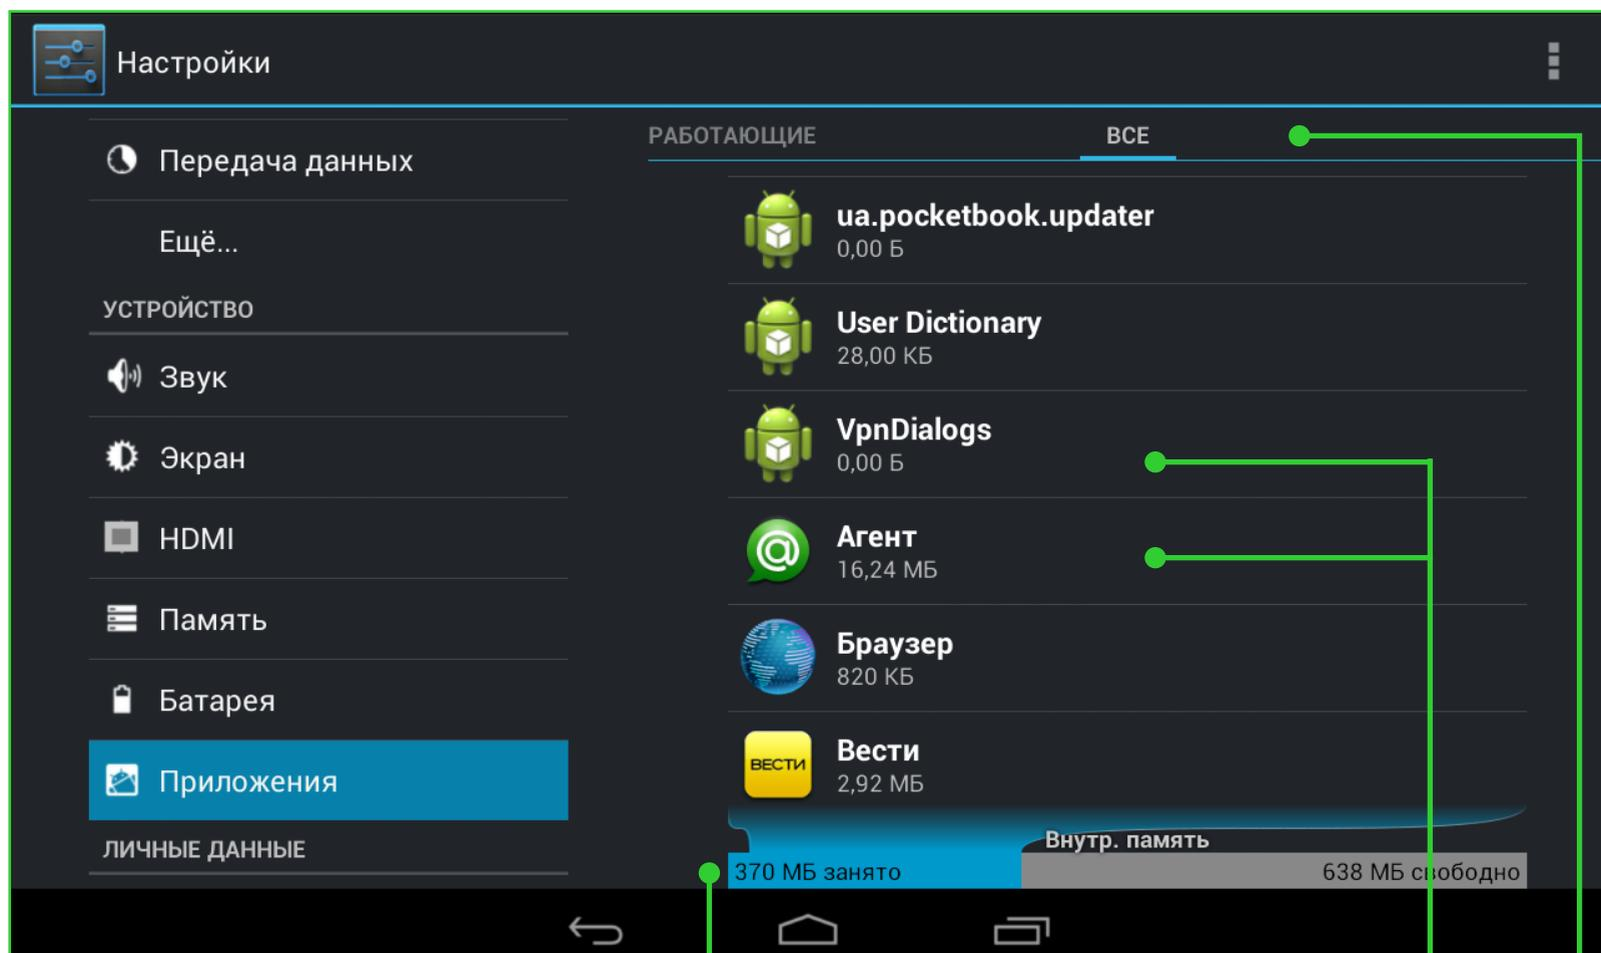 Настройки
Передача данных
Ещё...
УСТРОЙСТВО
Звук
Экран
HDMI
Память
Батарея
Приложения
ЛИЧНЫЕ ДАННЫЕ
РАБОТАЮЩИЕ
ВСЕ
ua.pocketbook.updater
0,00 Б
User Dictionary
28,00 КБ
VpnDialogs
0,00 Б
Агент
16,24 МБ
Браузер
820 КБ
ВЕСТИ
Вести
2,92 МБ
Внутр. память
370 МБ занято
638 МБ свободно